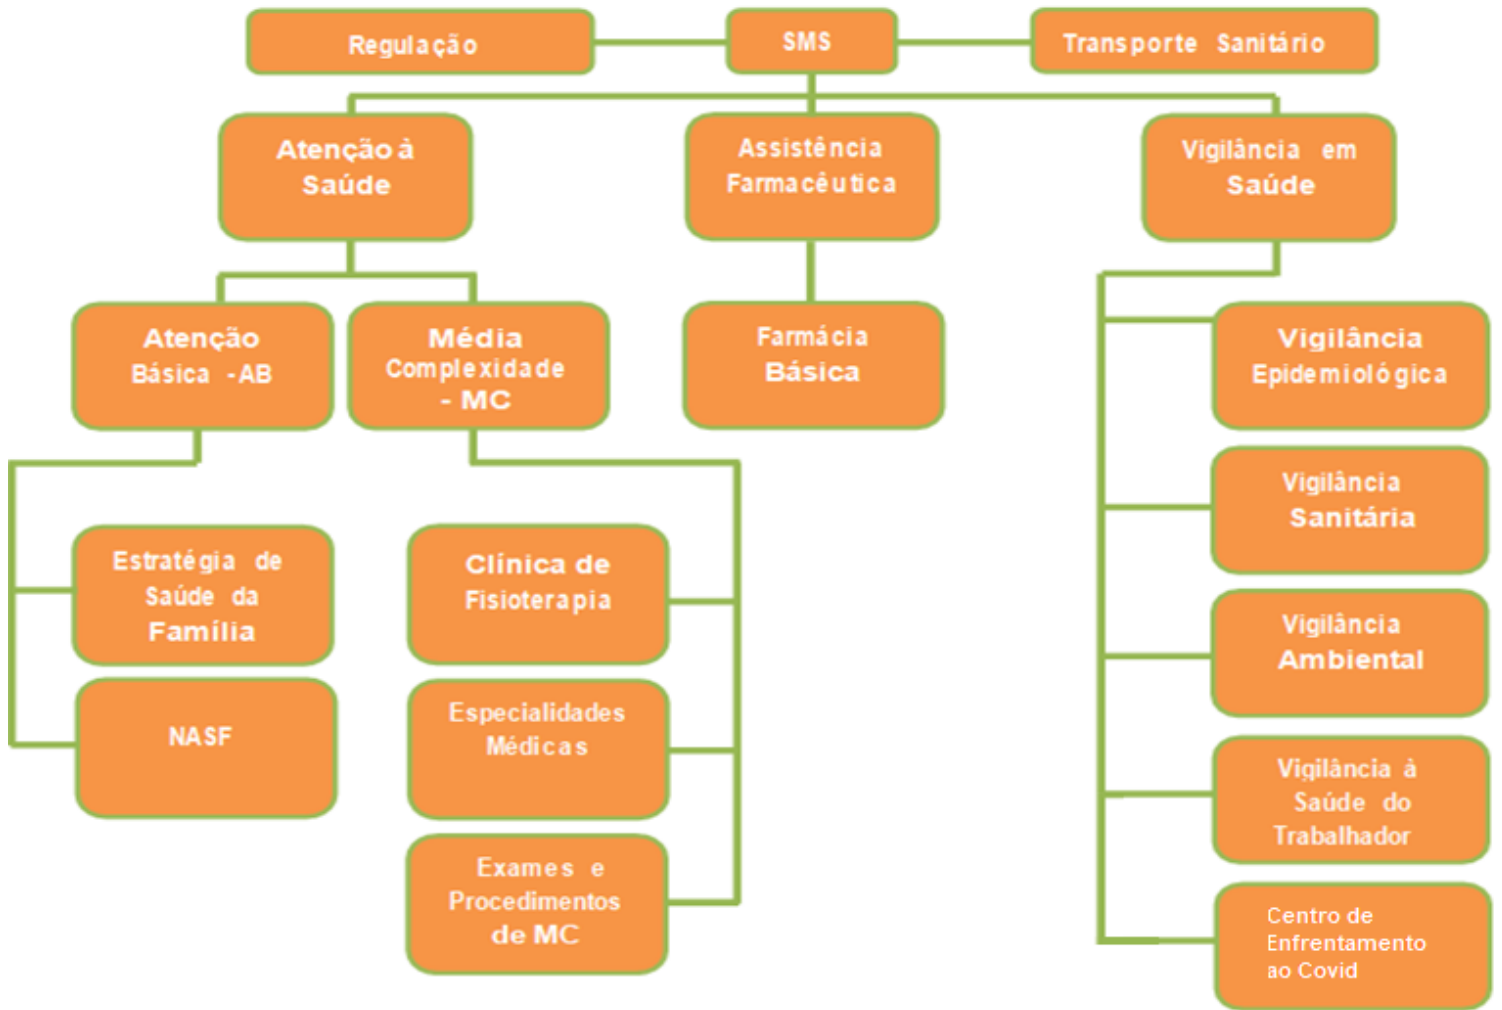 Regulação
SMS
Transporte Sanitário
Atenção à
Saúde
Assistência
Farmacêutica
Vigilância em
Saúde
Atenção
Básica - AB
Média
Complexidade
- MC
Farmácia
Básica
Vigilância
Epidemiológica
Vigilância
Sanitária
Estratégia de
Saúde da
Família
Clínica de
Fisioterapia
Vigilância
Ambiental
NASF
Especialidades
Médicas
Vigilância à
Saúde do
Trabalhador
Exames e
Procedimentos
de MC
Centro de
Enfrentamento
ao Covid